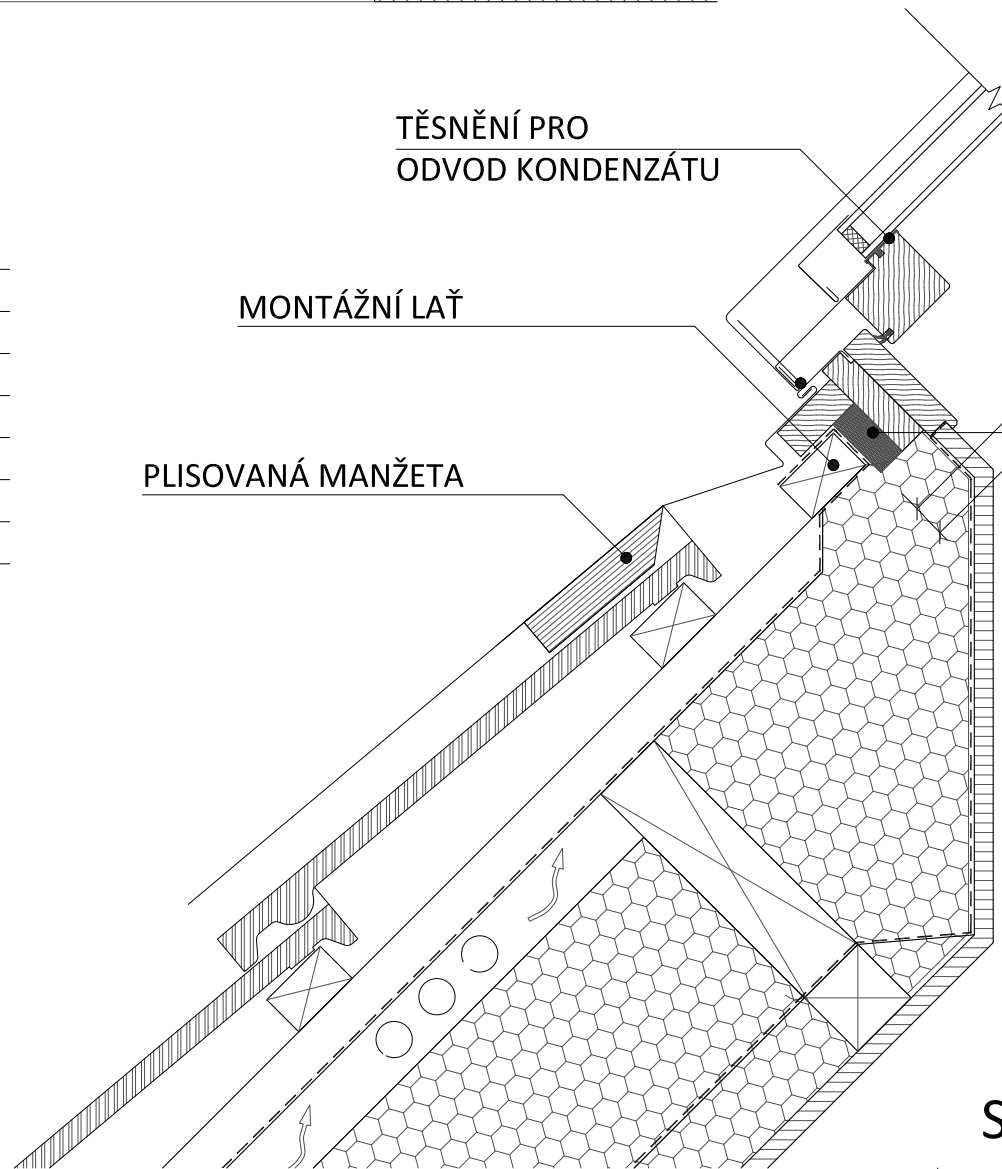 TĚSNĚNÍ PRO
ODVOD KONDENZÁTU
MONTÁŽNÍ LAŤ
PLISOVANÁ MANŽETA
S